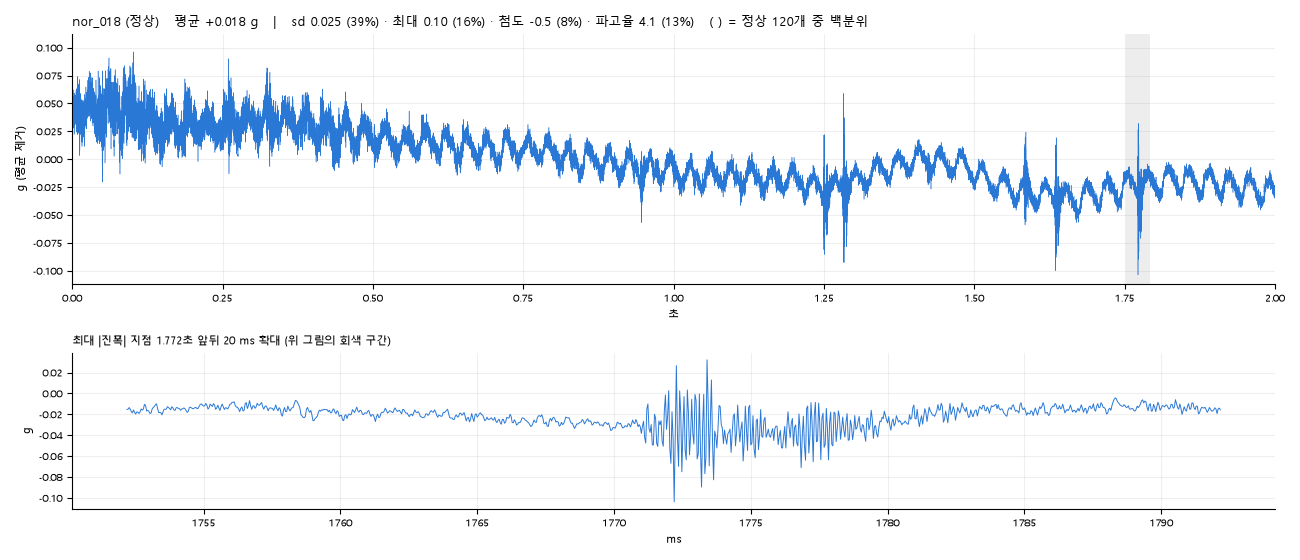 nor_018 (정상)    평균 +0.018 g    |    sd 0.025 (39%) · 최대 0.10 (16%) · 첨도 -0.5 (8%) · 파고율 4.1 (13%)    ( ) = 정상 120개 중 백분위
g (평균 제거)
0.100
0.075
0.050
0.025
0.000
-0.025
-0.050
-0.075
-0.100
0.00 0.25 0.50 0.75 1.00 1.25 1.50 1.75 2.00
초
최대 |진폭| 지점 1.772초 앞뒤 20 ms 확대 (위 그림의 회색 구간)
g
0.02
0.00
-0.02
-0.04
-0.06
-0.08
-0.10
1755 1760 1765 1770 1775 1780 1785 1790
ms